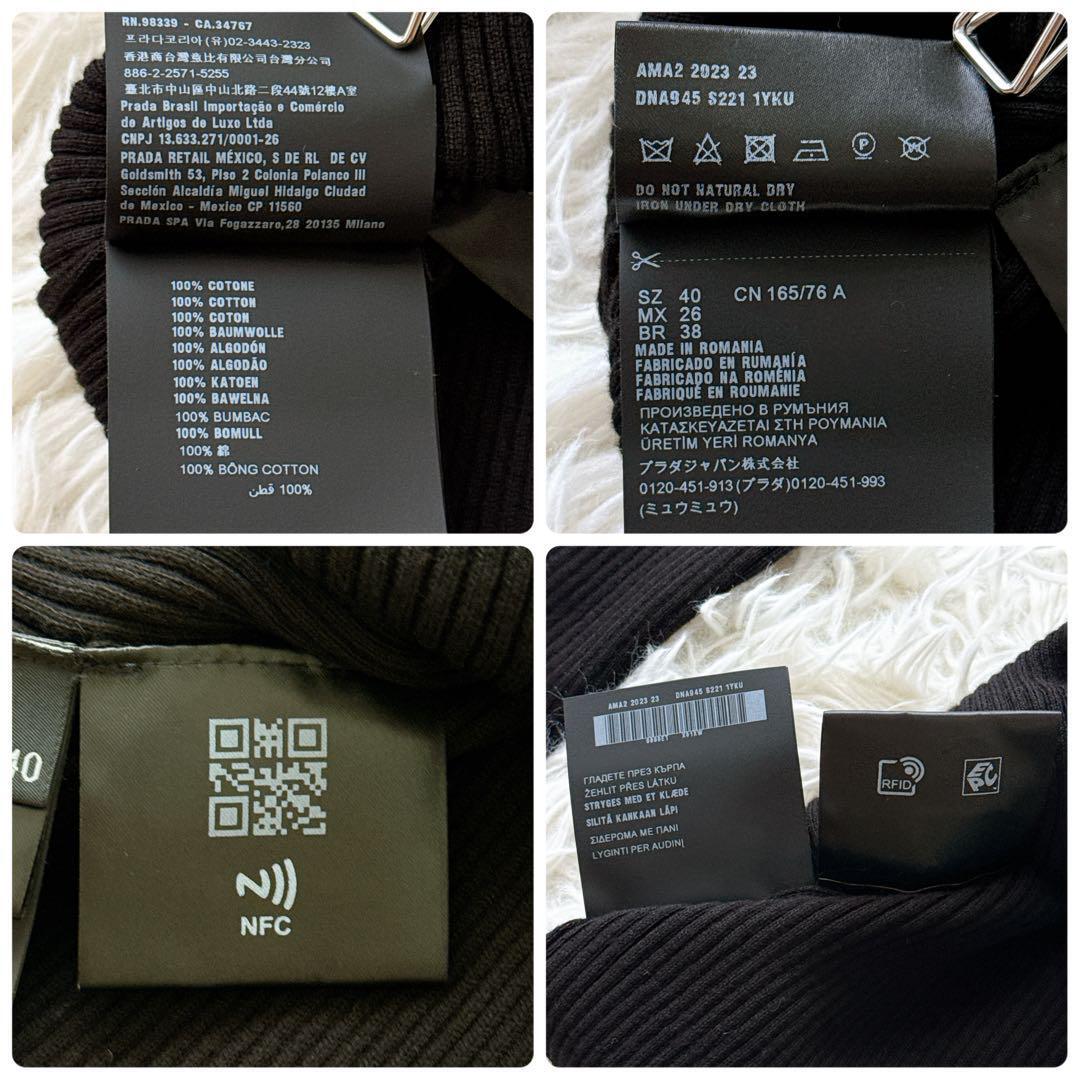 RN.98339 - CA.34767
프라다코리아(유)02-3443-2323
香港商台灣普比有限公司台灣分公司
886-2-2571-5255
臺北市中山區中山北路二段44號12樓A室
Prada Brasil Importação e Comércio
de Artigos de Luxo Ltda
CNPJ 13.633.271/0001-26
PRADA RETAIL MÉXICO, S DE RL DE CV
Goldsmith 53, Piso 2 Colonia Polanco III
Sección Alcaldía Miguel Hidalgo Ciudad
de Mexico - Mexico CP 11560
PRADA SPA Via Fogazzaro,28 20135 Milano
100% COTONE
100% COTTON
100% COTON
100% BAUMWOLLE
100% ALGODÓN
100% ALGODÃO
100% KATOEN
100% BAWEŁNA
100% BUMBAC
100% BOMULL
100% 綿
100% BÔNG COTTON
100% قطن
AMA2 2023 23
DNA945 S221 1YKU
DO NOT NATURAL DRY
IRON UNDER DRY CLOTH
SZ 40 CN 165/76 A
MX 26
BR 38
MADE IN ROMANIA
FABRICADO EN RUMANÍA
FABRICADO NA ROMÉNIA
FABRIQUÉ EN ROUMANIE
ПРОИЗВЕДЕНО В РУМЪНИЯ
ΚΑΤΑΣΚΕΥΑΖΕΤΑΙ ΣΤΗ ΡΟΥΜΑΝΙΑ
ÜRETİM YERİ ROMANYA
プラダジャパン株式会社
0120-451-913(プラダ)0120-451-993
(ミュウミュウ)
40
NFC
AMA2 2023 23 DNA945 S221 1YKU
ГЛАДЕТЕ ПРЕЗ КЪРПА
ŽEHLIT PŘES LÁTKU
STRYGES MED ET KLÆDE
SILITÄ KANKAAN LÄPI
ΣΙΔΕΡΩΜΑ ΜΕ ΠΑΝΙ
LYGINTI PER AUDINĮ
RFID
EPC